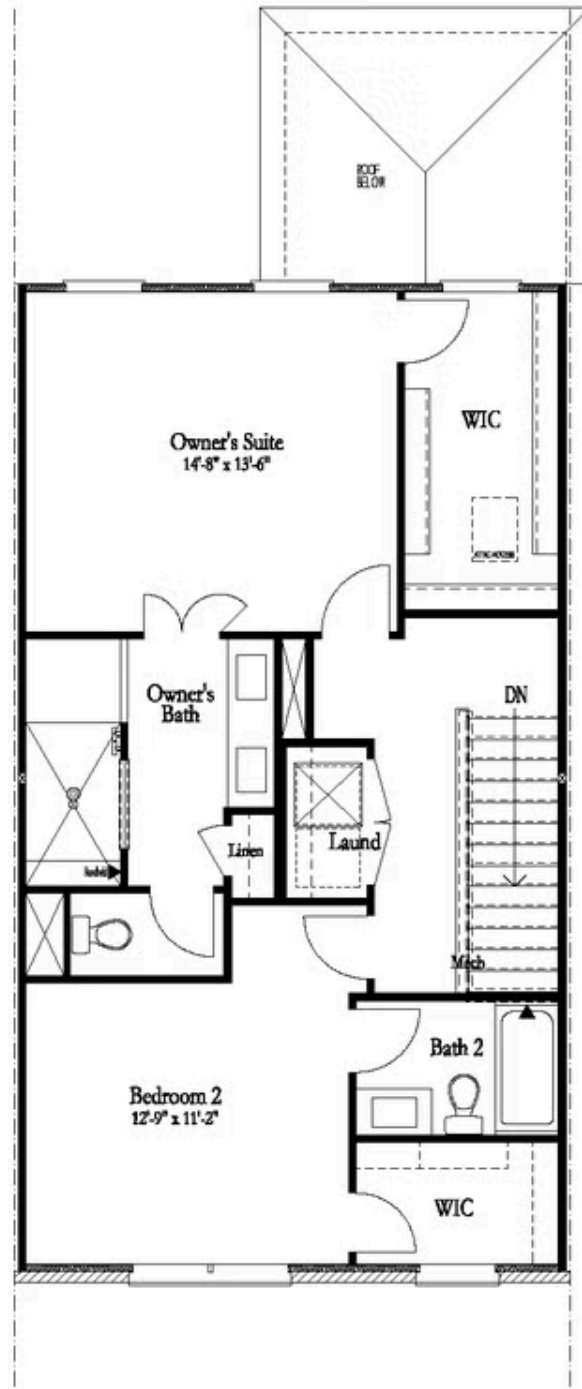 ROOF
BELOW
WIC
Owner's Suite
14'-8" x 13'-6"
Owner's
Bath
DN
Linen
Laund
Mech
Bath 2
Bedroom 2
12'-9" x 11'-2"
WIC